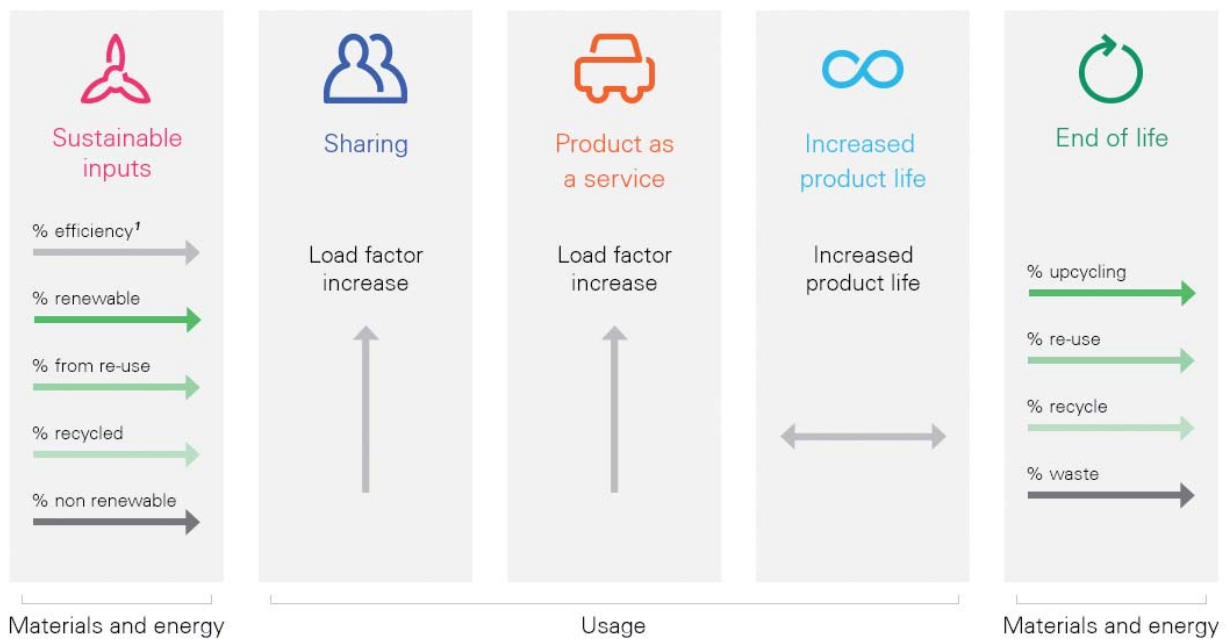 Sustainable
inputs
% efficiency¹
% renewable
% from re-use
% recycled
% non renewable
Sharing
Load factor
increase
Product as
a service
Load factor
increase
Increased
product life
Increased
product life
End of life
% upcycling
% re-use
% recycle
% waste
Materials and energy
Usage
Materials and energy